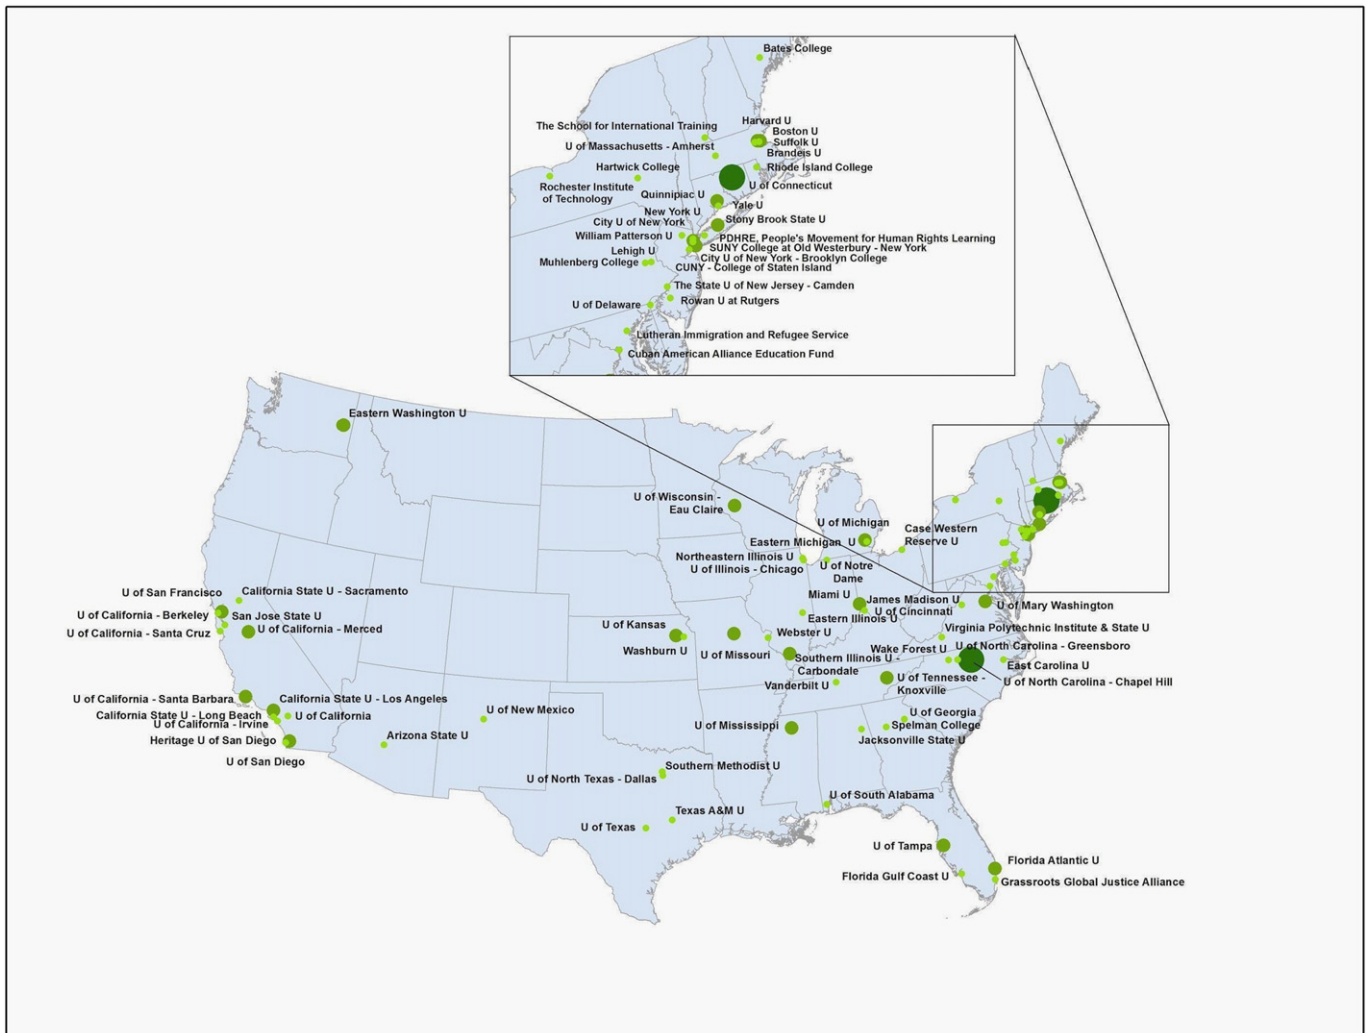 Bates College
Harvard U
The School for International Training
Boston U
U of Massachusetts - Amherst
Suffolk U
Brandeis U
Hartwick College
Rhode Island College
Rochester Institute
of Technology
U of Connecticut
Quinnipiac U
Yale U
New York U
Stony Brook State U
City U of New York
William Patterson U
PDHRE, People's Movement for Human Rights Learning
SUNY College at Old Westerbury - New York
Lehigh U
City U of New York - Brooklyn College
Muhlenberg College
CUNY - College of Staten Island
The State U of New Jersey - Camden
Rowan U at Rutgers
U of Delaware
Lutheran Immigration and Refugee Service
Cuban American Alliance Education Fund
Eastern Washington U
U of Wisconsin -
Eau Claire
U of Michigan
Case Western
Reserve U
Eastern Michigan U
Northeastern Illinois U
U of Illinois - Chicago
U of Notre
Dame
U of San Francisco
California State U - Sacramento
Miami U
James Madison U
U of Mary Washington
U of California - Berkeley
San Jose State U
U of Cincinnati
Eastern Illinois U
U of California - Santa Cruz
U of California - Merced
U of Kansas
Webster U
Virginia Polytechnic Institute & State U
Washburn U
U of Missouri
Wake Forest U
U of North Carolina - Greensboro
Southern Illinois U -
Carbondale
East Carolina U
U of Tennessee -
Knoxville
U of North Carolina - Chapel Hill
Vanderbilt U
U of California - Santa Barbara
California State U - Los Angeles
California State U - Long Beach
U of California
U of California - Irvine
U of New Mexico
U of Georgia
U of Mississippi
Spelman College
Heritage U of San Diego
Arizona State U
Jacksonville State U
U of San Diego
Southern Methodist U
U of North Texas - Dallas
U of South Alabama
Texas A&M U
U of Texas
U of Tampa
Florida Atlantic U
Florida Gulf Coast U
Grassroots Global Justice Alliance